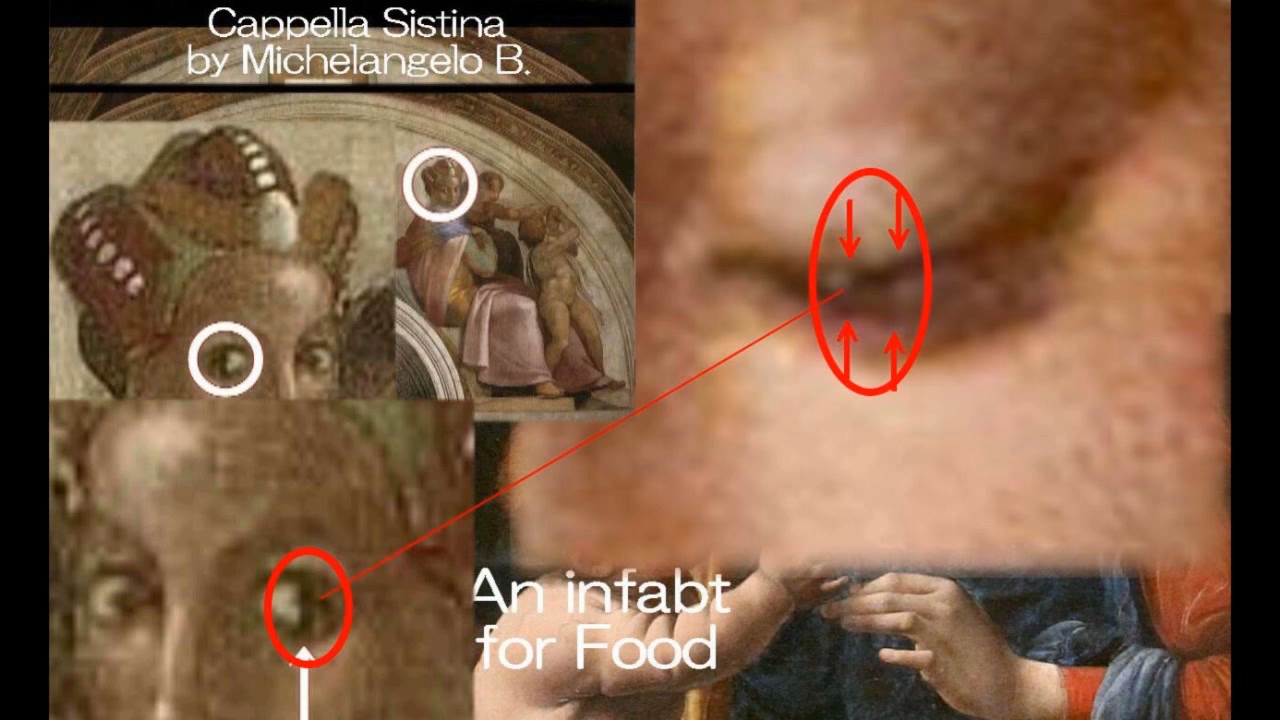 Cappella Sistina
by Michelangelo B.
An infabt
for Food